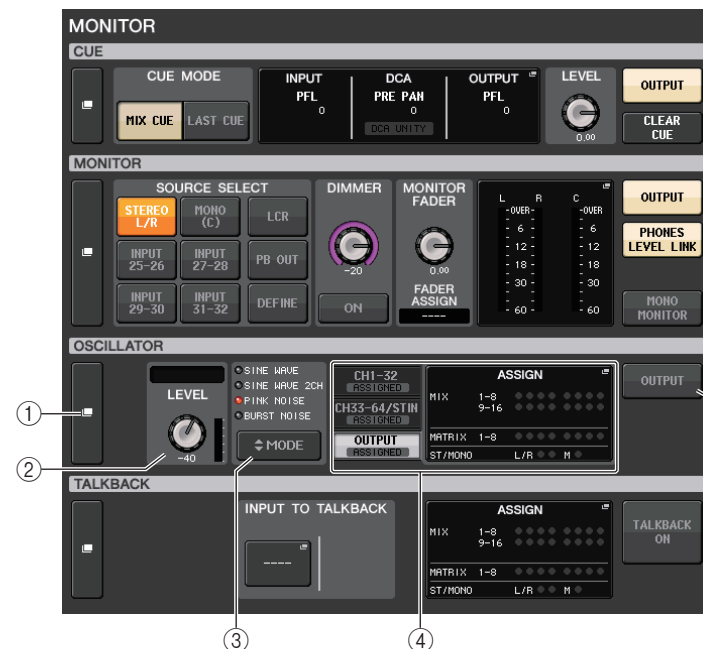 MONITOR
CUE
CUE MODE
MIX CUE
LAST CUE
INPUT
PFL
0
DCA
PRE PAN
0
DCA UNITY
OUTPUT
PFL
0
LEVEL
0.00
OUTPUT
CLEAR
CUE
MONITOR
SOURCE SELECT
STEREO
L/R
MONO
(C)
LCR
INPUT
25-26
INPUT
27-28
PB OUT
INPUT
29-30
INPUT
31-32
DEFINE
DIMMER
-20
ON
MONITOR
FADER
0.00
FADER
ASSIGN
----
L R C
-OVER- -OVER
- 6 - - 6
- 12 - - 12
- 18 - - 18
- 30 - - 30
- 60 - - 60
OUTPUT
PHONES
LEVEL LINK
MONO
MONITOR
OSCILLATOR
LEVEL
-40
SINE WAVE
SINE WAVE 2CH
PINK NOISE
BURST NOISE
MODE
CH1-32
ASSIGNED
CH33-64/STIN
ASSIGNED
OUTPUT
ASSIGNED
ASSIGN
MIX 1-8
9-16
MATRIX 1-8
ST/MONO L/R M
OUTPUT
TALKBACK
INPUT TO TALKBACK
----
ASSIGN
MIX 1-8
9-16
MATRIX 1-8
ST/MONO L/R M
TALKBACK
ON
①
②
③
④